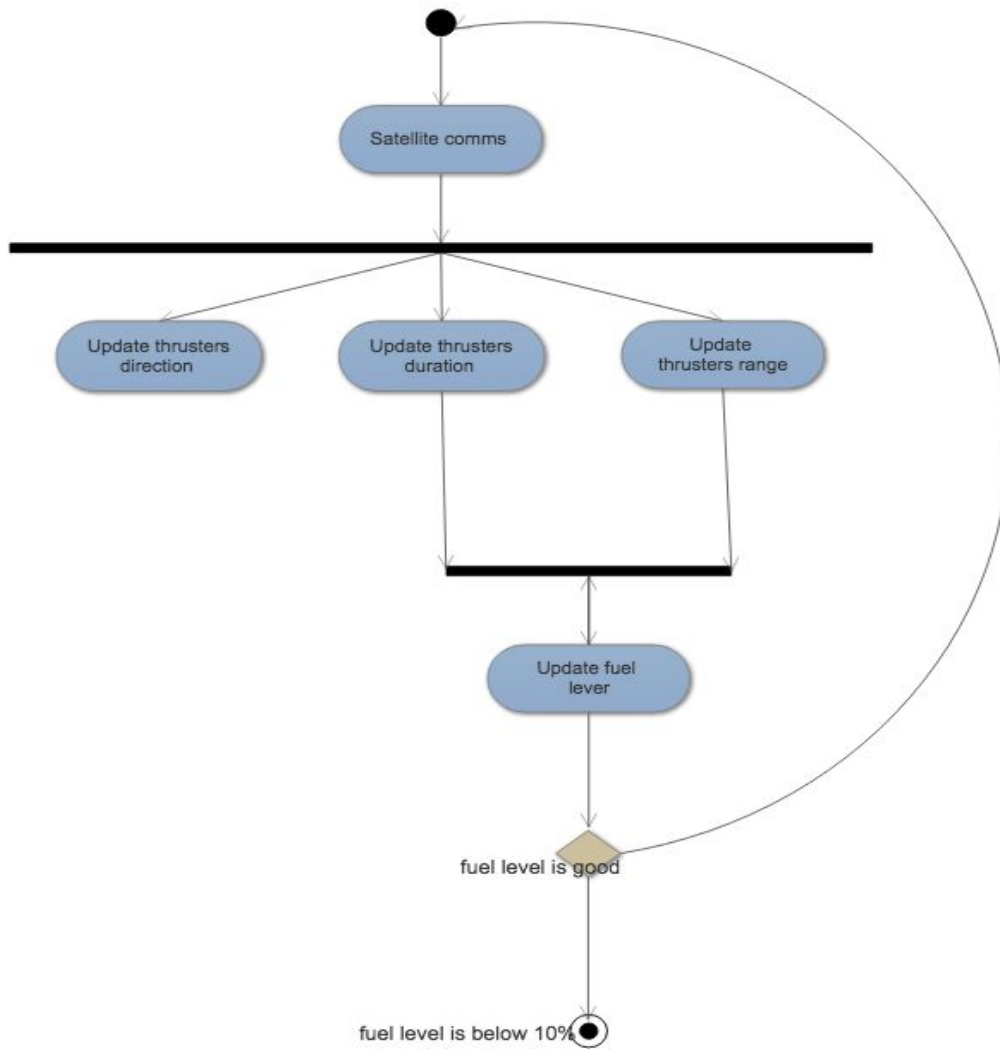 Satellite comms
Update thrusters
direction
Update thrusters
duration
Update
thrusters range
Update fuel
lever
fuel level is good
fuel level is below 10%